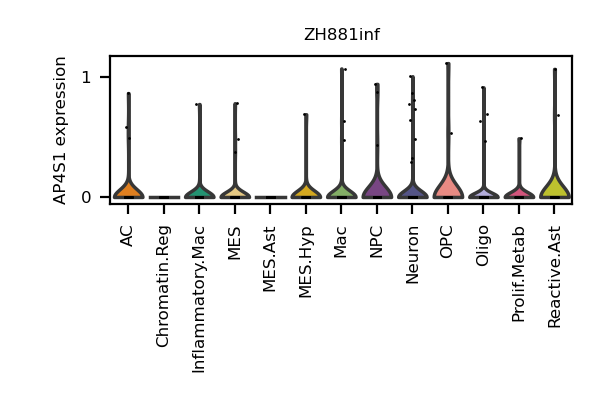 ZH881inf
AP4S1 expression
1
0
AC
Chromatin.Reg
Inflammatory.Mac
MES
MES.Ast
MES.Hyp
Mac
NPC
Neuron
OPC
Oligo
Prolif.Metab
Reactive.Ast